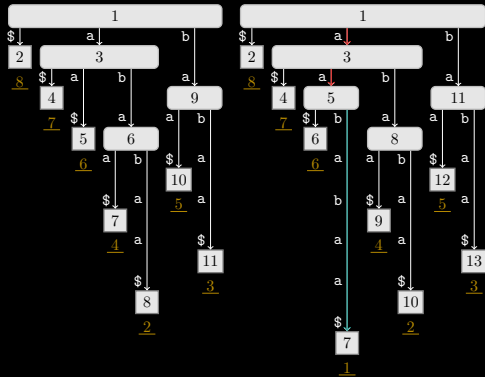 1 1
$ a b $ a b
2 3 2 3
8 $ a b a 8 $ a b a
4 9 4 5 11
7 $ a b 7 $ b a b
5 6 6 8
6 a b $ a 6 a a b $ a
10 12
$ a 5 a b $ a 5 a
7 9
4 a $ a 4 a $
11 13
$ 3 a $ 3
8 10
2 $ 2
7
1